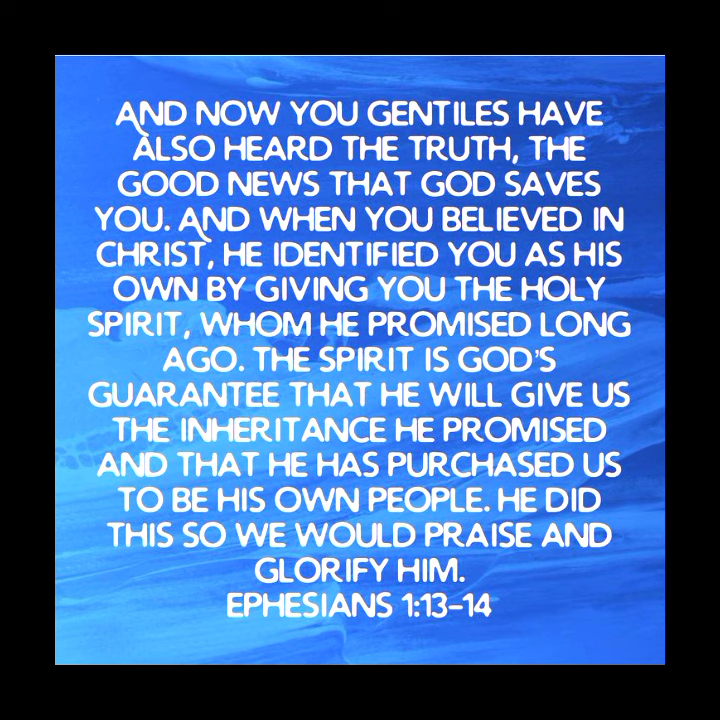 AND NOW YOU GENTILES HAVE
ALSO HEARD THE TRUTH, THE
GOOD NEWS THAT GOD SAVES
YOU. AND WHEN YOU BELIEVED IN
CHRIST, HE IDENTIFIED YOU AS HIS
OWN BY GIVING YOU THE HOLY
SPIRIT, WHOM HE PROMISED LONG
AGO. THE SPIRIT IS GOD'S
GUARANTEE THAT HE WILL GIVE US
THE INHERITANCE HE PROMISED
AND THAT HE HAS PURCHASED US
TO BE HIS OWN PEOPLE. HE DID
THIS SO WE WOULD PRAISE AND
GLORIFY HIM.
EPHESIANS 1:13-14